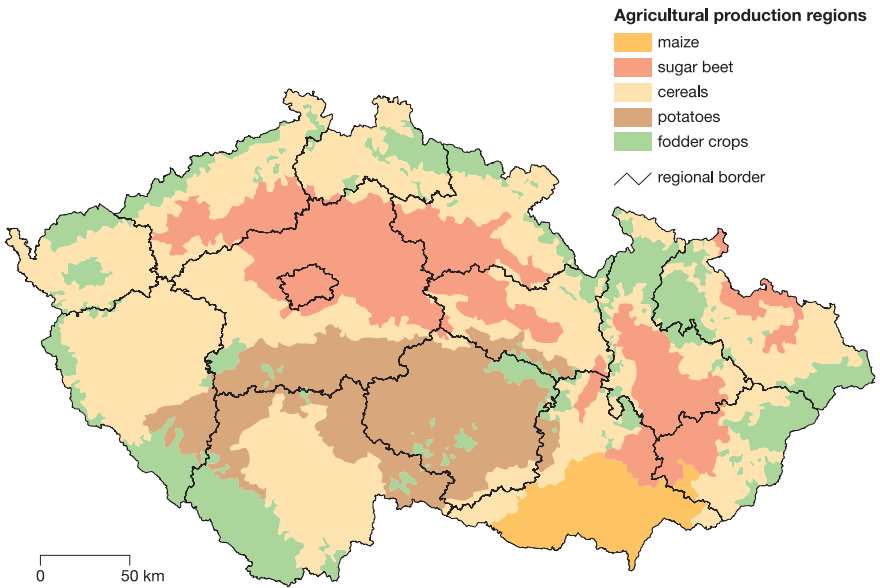 Agricultural production regions
maize
sugar beet
cereals
potatoes
fodder crops
regional border
0 50 km